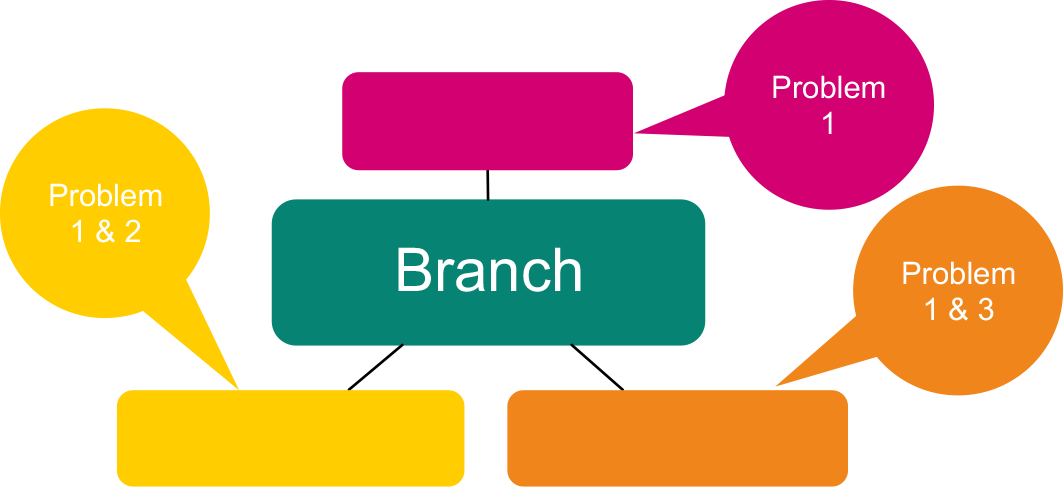 Problem
1
Problem
1 & 2
Branch
Problem
1 & 3